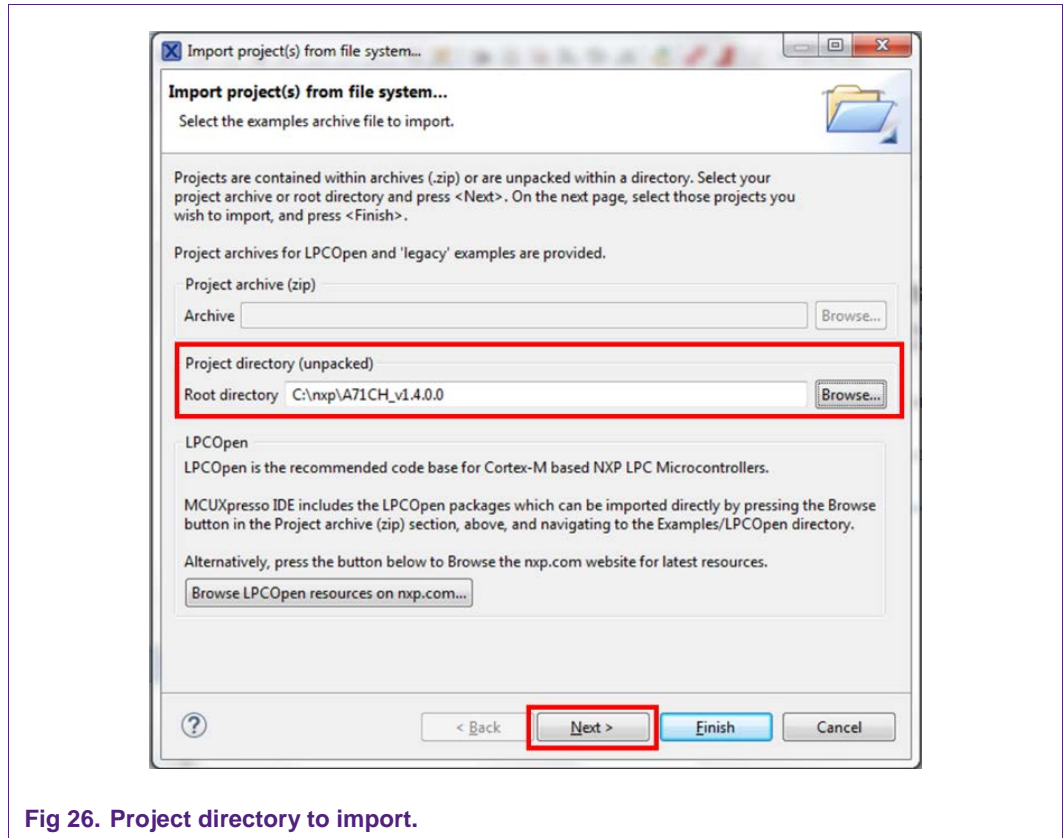 Import project(s) from file system...
Import project(s) from file system...
Select the examples archive file to import.
Projects are contained within archives (.zip) or are unpacked within a directory. Select your
project archive or root directory and press <Next>. On the next page, select those projects you
wish to import, and press <Finish>.
Project archives for LPCOpen and 'legacy' examples are provided.
Project archive (zip)
Archive Browse...
Project directory (unpacked)
Root directory C:\nxp\A71CH_v1.4.0.0 Browse...
LPCOpen
LPCOpen is the recommended code base for Cortex-M based NXP LPC Microcontrollers.
MCUXpresso IDE includes the LPCOpen packages which can be imported directly by pressing the Browse
button in the Project archive (zip) section, above, and navigating to the Examples/LPCOpen directory.
Alternatively, press the button below to Browse the nxp.com website for latest resources.
Browse LPCOpen resources on nxp.com...
? < Back Next > Finish Cancel
Fig 26. Project directory to import.